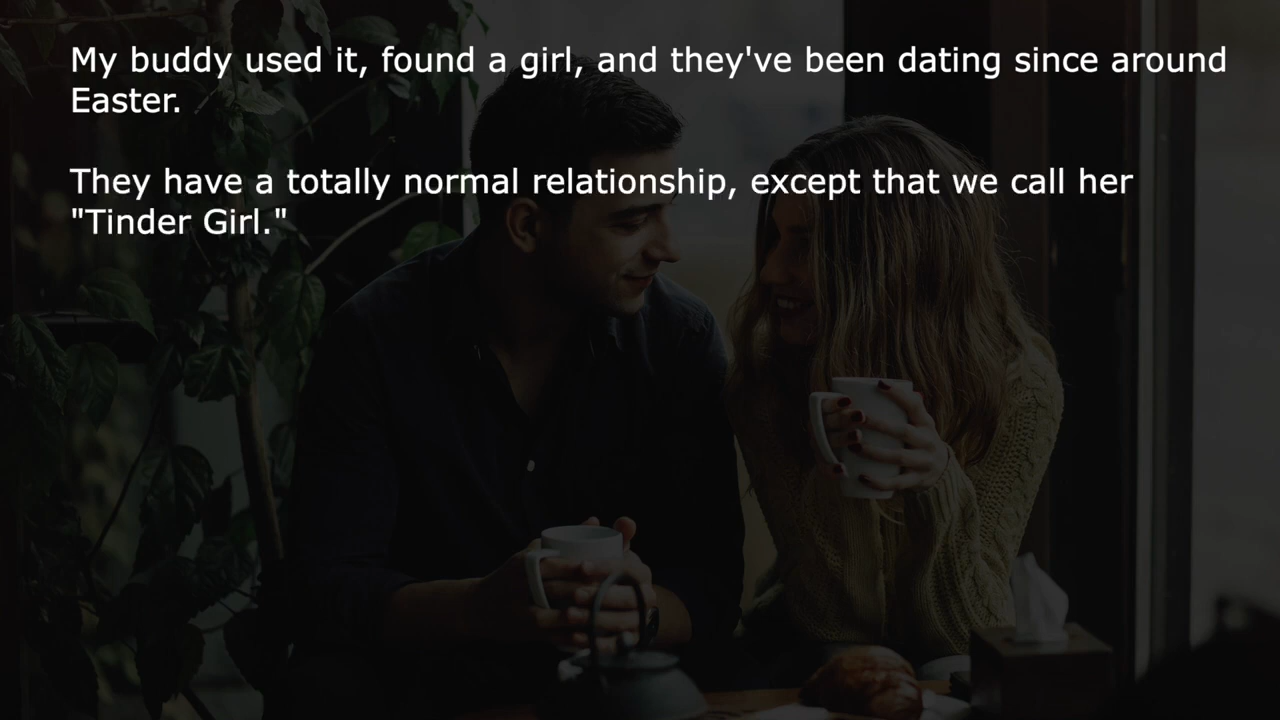 My buddy used it, found a girl, and they've been dating since around
Easter.
They have a totally normal relationship, except that we call her
"Tinder Girl."